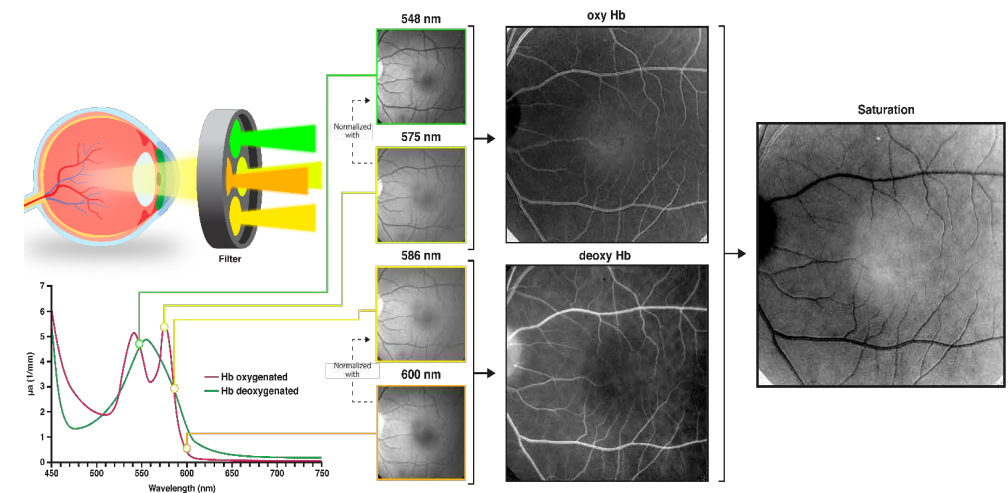 548 nm
oxy Hb
Normalized
with
575 nm
Saturation
Filter
586 nm
deoxy Hb
Normalized
with
600 nm
µa (1/mm)
7
6
5
4
3
2
1
0
Hb oxygenated
Hb deoxygenated
450
500
550
600
650
700
750
Wavelength (nm)